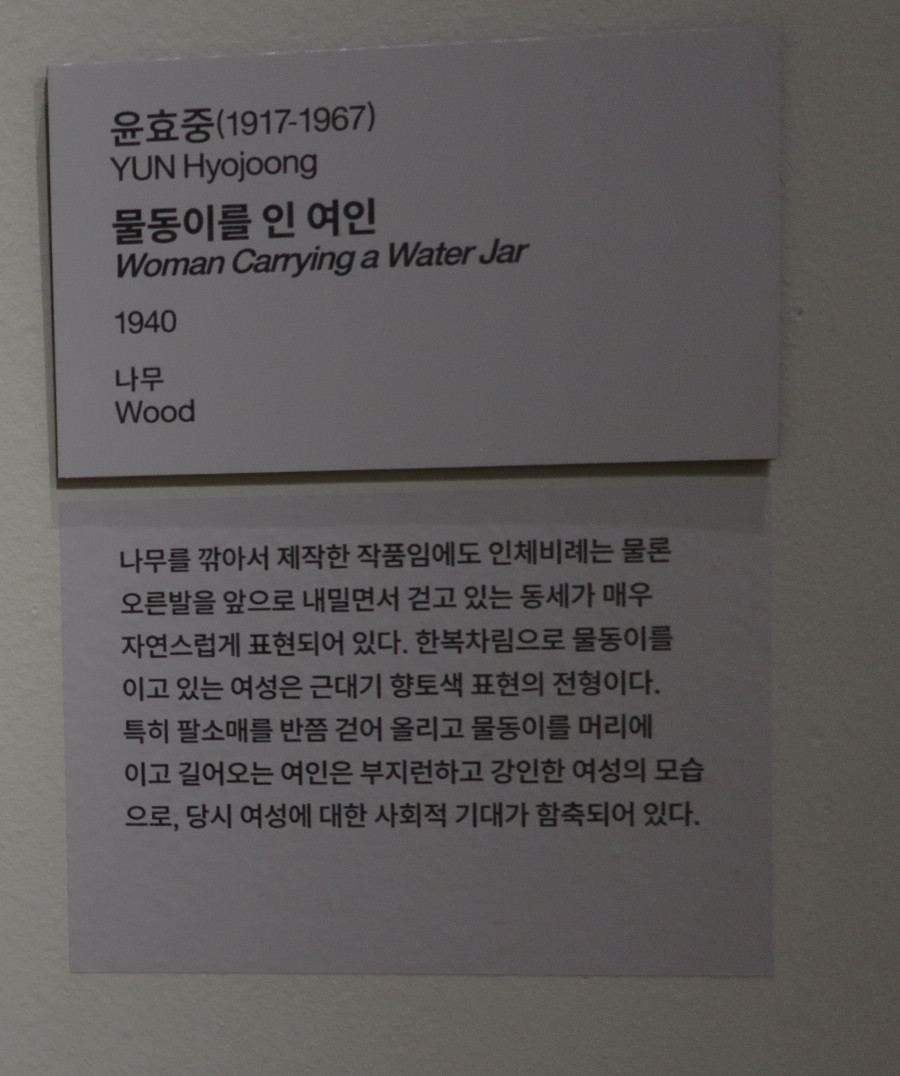 윤효중(1917-1967)
YUN Hyojoong
물동이를 인 여인
Woman Carrying a Water Jar
1940
나무
Wood
나무를 깎아서 제작한 작품임에도 인체비례는 물론
오른발을 앞으로 내밀면서 걷고 있는 동세가 매우
자연스럽게 표현되어 있다. 한복차림으로 물동이를
이고 있는 여성은 근대기 향토색 표현의 전형이다.
특히 팔소매를 반쯤 걷어 올리고 물동이를 머리에
이고 길어오는 여인은 부지런하고 강인한 여성의 모습
으로, 당시 여성에 대한 사회적 기대가 함축되어 있다.